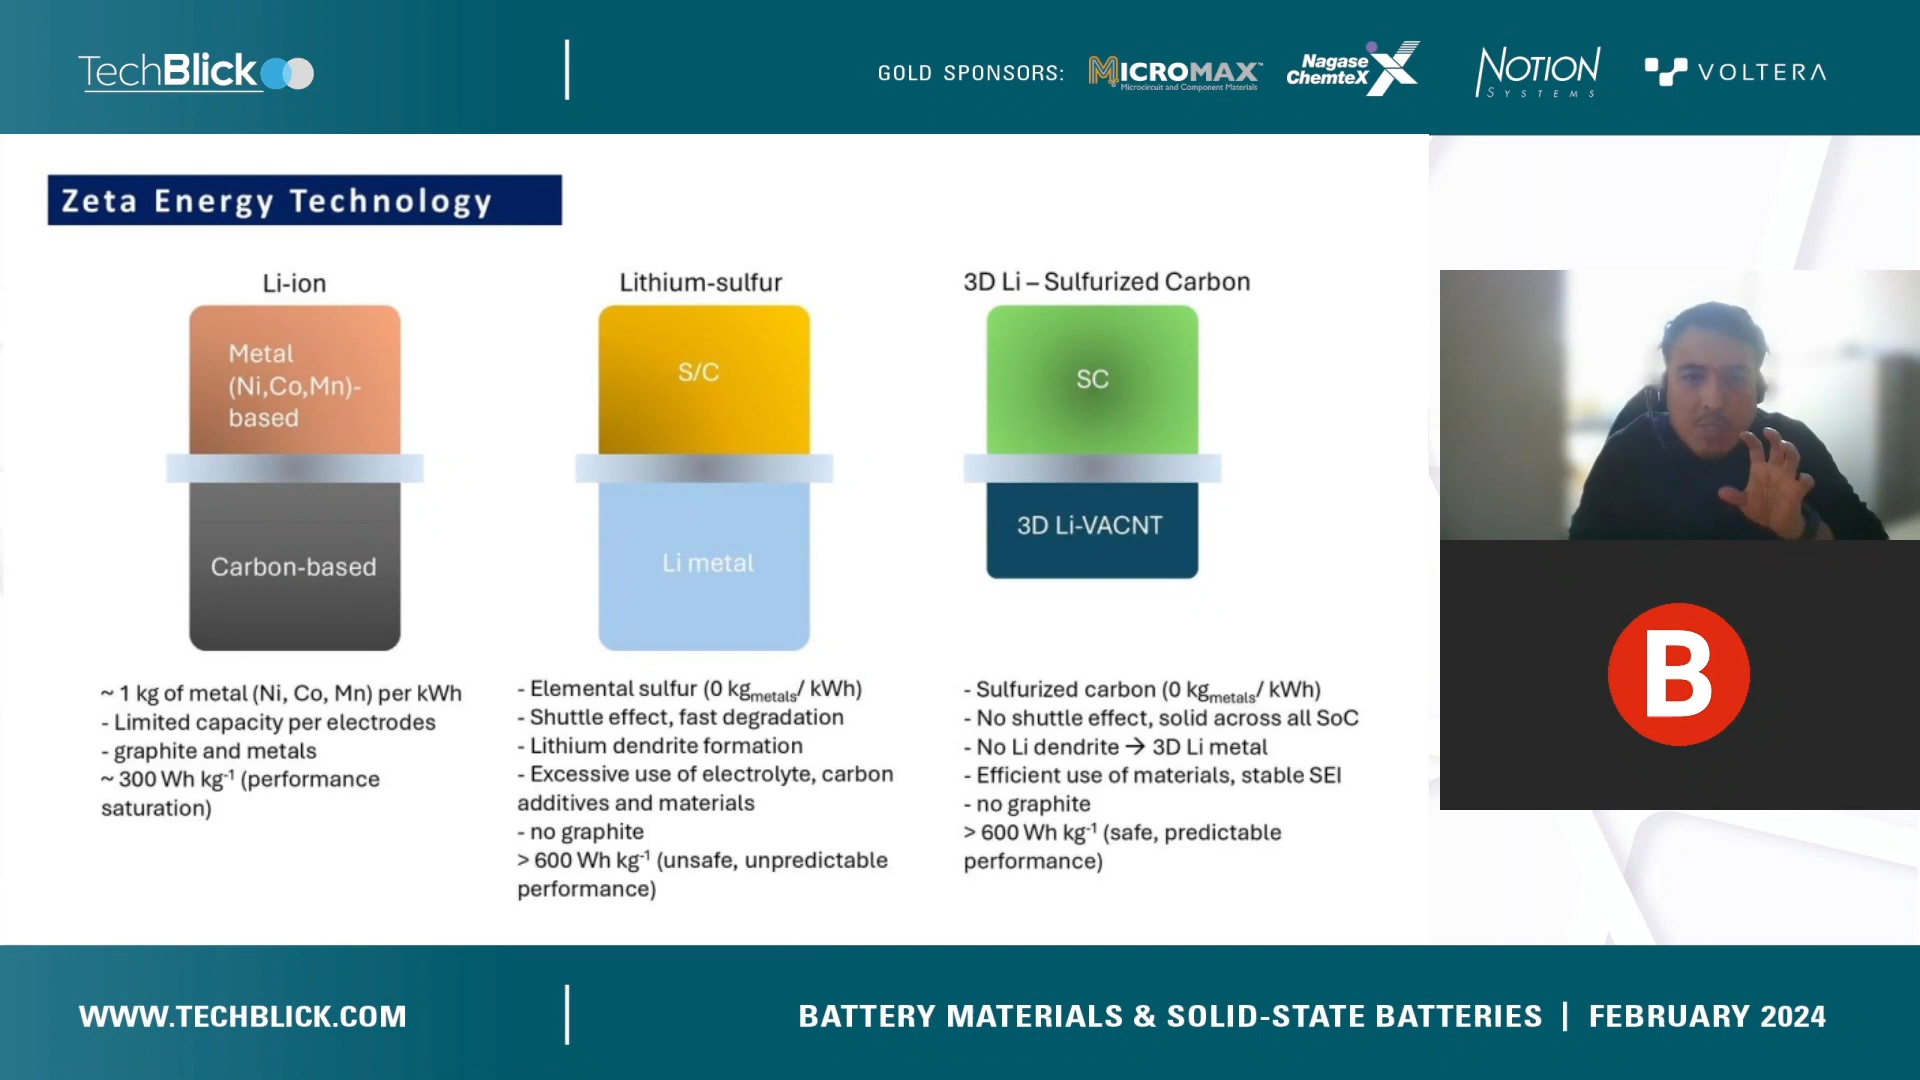 TechBlick
GOLD SPONSORS:
MICROMAX™
Microcircuit and Component Materials
Nagase
ChemteX
NOTION
SYSTEMS
VOLTERA
Zeta Energy Technology
Li-ion
Metal
(Ni,Co,Mn)-
based
Carbon-based
~ 1 kg of metal (Ni, Co, Mn) per kWh
- Limited capacity per electrodes
- graphite and metals
~ 300 Wh kg-1 (performance
saturation)
Lithium-sulfur
S/C
Li metal
- Elemental sulfur (0 kgmetals/ kWh)
- Shuttle effect, fast degradation
- Lithium dendrite formation
- Excessive use of electrolyte, carbon
additives and materials
- no graphite
> 600 Wh kg-1 (unsafe, unpredictable
performance)
3D Li – Sulfurized Carbon
SC
3D Li-VACNT
- Sulfurized carbon (0 kgmetals/ kWh)
- No shuttle effect, solid across all SoC
- No Li dendrite → 3D Li metal
- Efficient use of materials, stable SEI
- no graphite
> 600 Wh kg-1 (safe, predictable
performance)
B
WWW.TECHBLICK.COM
BATTERY MATERIALS & SOLID-STATE BATTERIES | FEBRUARY 2024